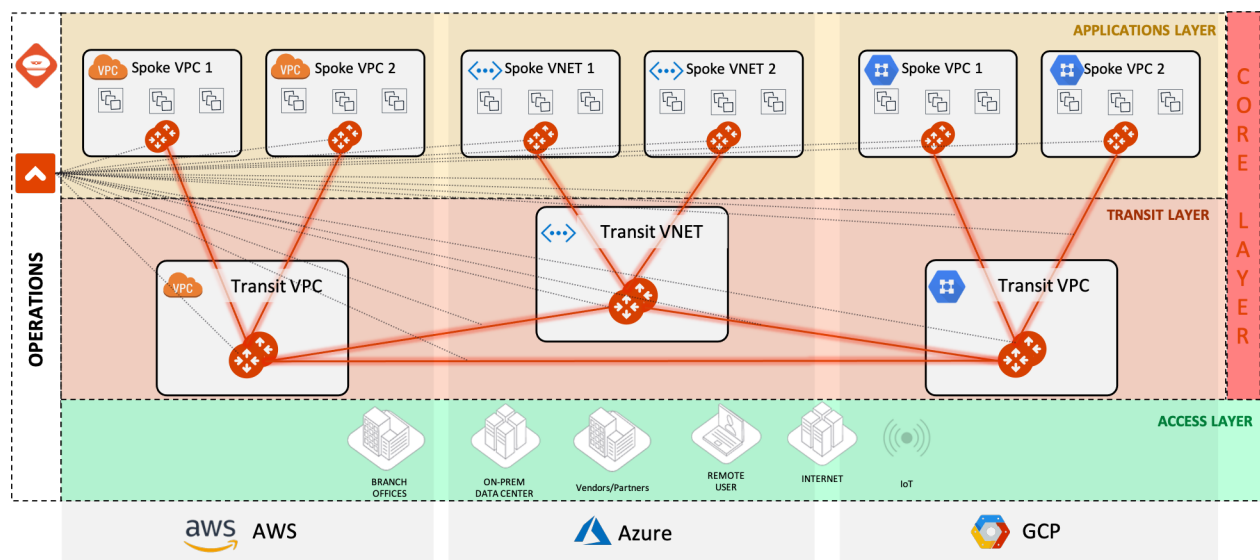 APPLICATIONS LAYER
VPC
Spoke VPC 1
VPC
Spoke VPC 2
Spoke VNET 1
Spoke VNET 2
Spoke VPC 1
Spoke VPC 2
CORE LAYER
OPERATIONS
TRANSIT LAYER
Transit VNET
VPC
Transit VPC
Transit VPC
ACCESS LAYER
BRANCH
OFFICES
ON-PREM
DATA CENTER
Vendors/Partners
REMOTE
USER
INTERNET
IoT
aws
AWS
Azure
GCP